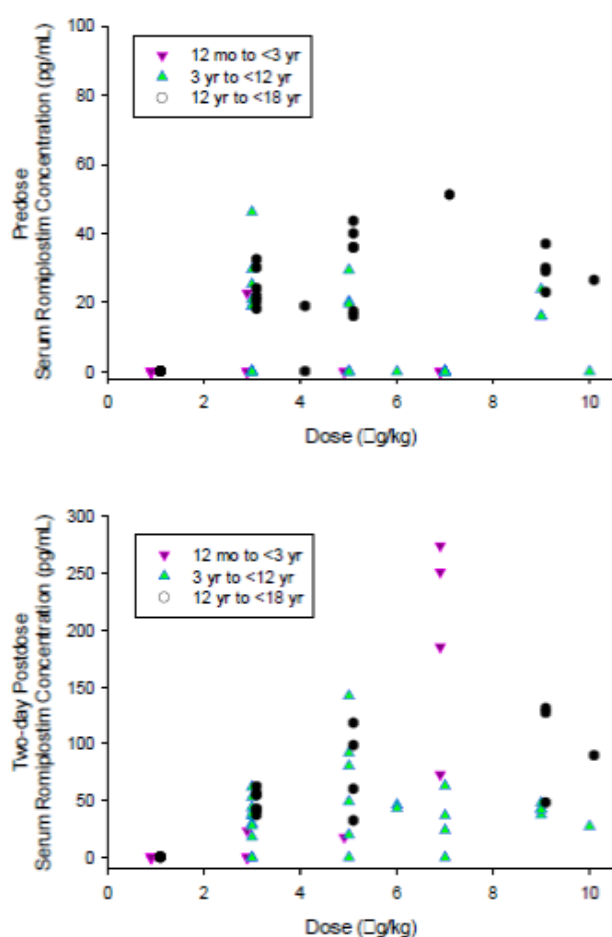 100
80
60
40
20
0
Predose
Serum Romiplostim Concentration (pg/mL)
12 mo to <3 yr
3 yr to <12 yr
12 yr to <18 yr
0 2 4 6 8 10
Dose (□g/kg)
300
250
200
150
100
50
0
Two-day Postdose
Serum Romiplostim Concentration (pg/mL)
12 mo to <3 yr
3 yr to <12 yr
12 yr to <18 yr
0 2 4 6 8 10
Dose (□g/kg)